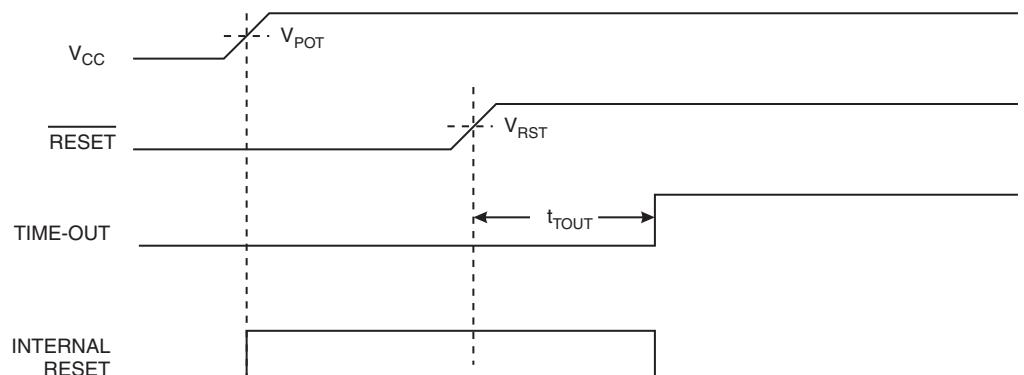 VCC
VPOT
RESET
VRST
tTOUT
TIME-OUT
INTERNAL
RESET